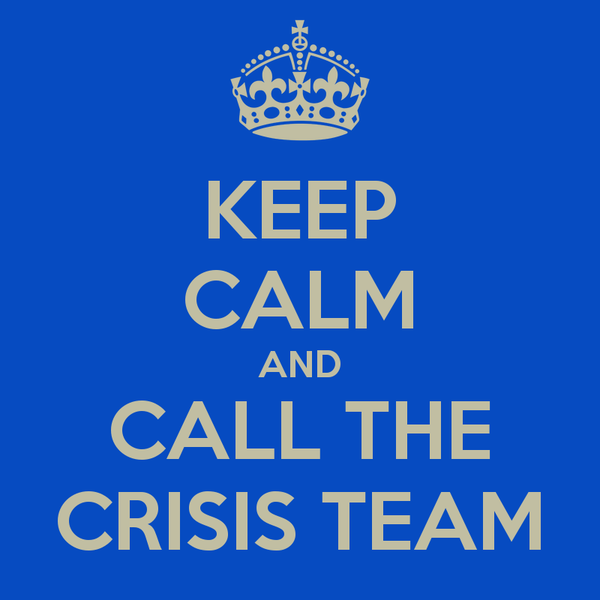 KEEP
CALM
AND
CALL THE
CRISIS TEAM